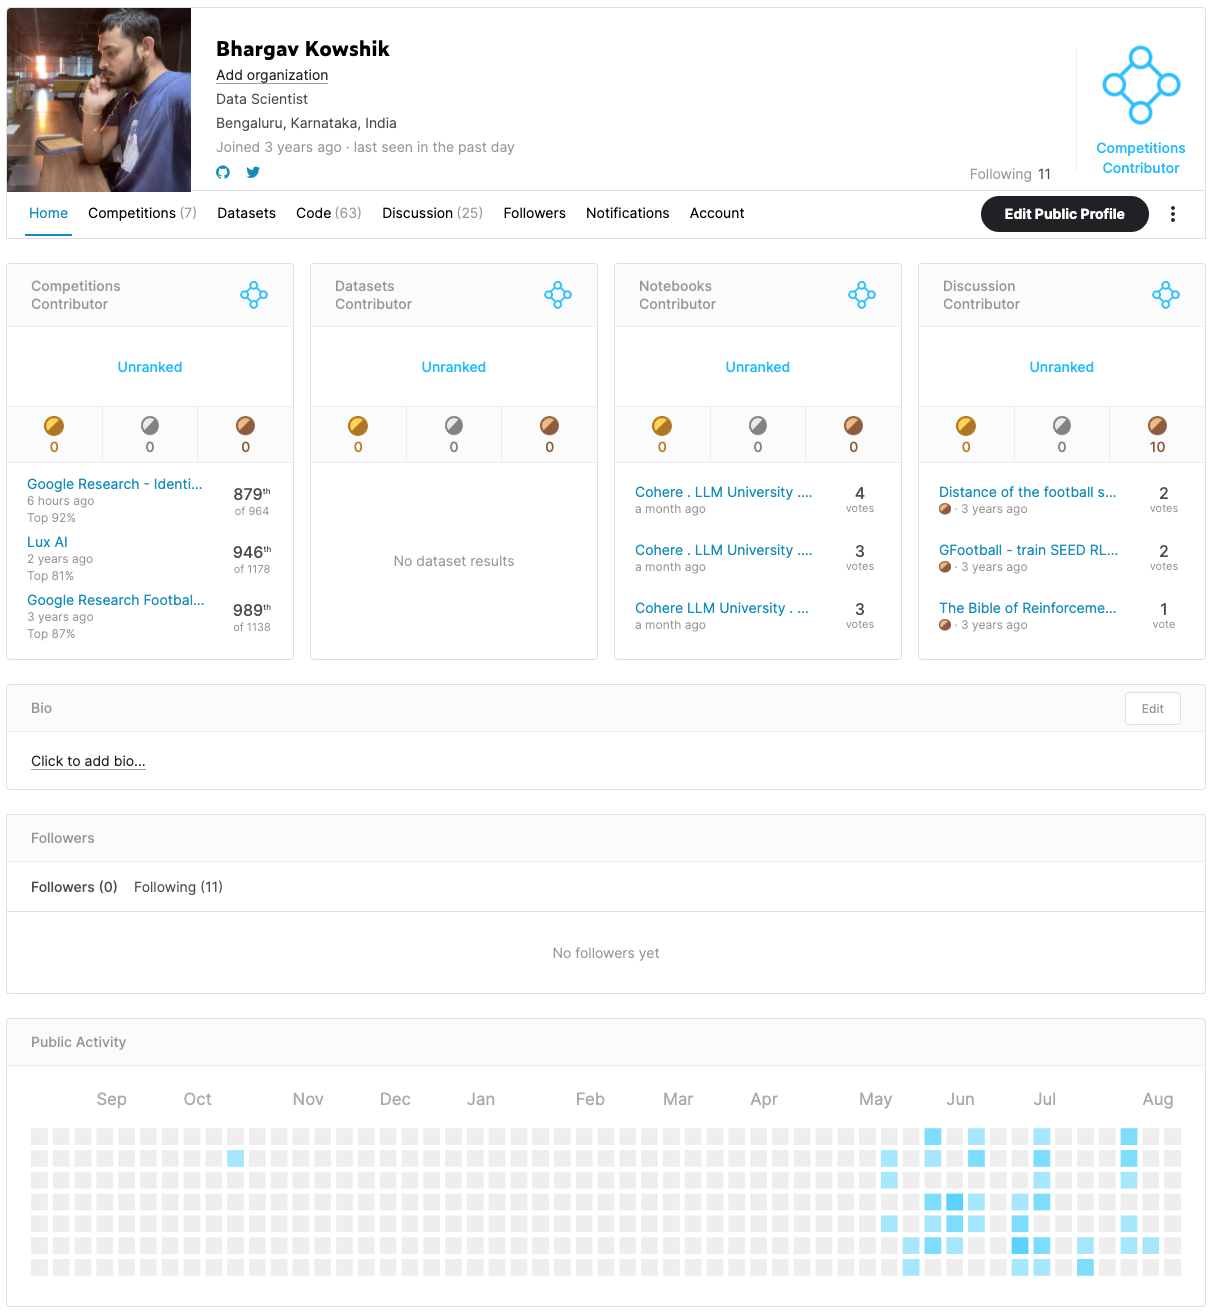 Bhargav Kowshik
Add organization
Data Scientist
Bengaluru, Karnataka, India
Joined 3 years ago · last seen in the past day
Following 11
Competitions
Contributor
Home Competitions (7) Datasets Code (63) Discussion (25) Followers Notifications Account Edit Public Profile
Competitions
Contributor
Unranked
0 0 0
Google Research - Identi...
6 hours ago
Top 92%
879th
of 964
Lux AI
2 years ago
Top 81%
946th
of 1178
Google Research Footbal...
3 years ago
Top 87%
989th
of 1138
Datasets
Contributor
Unranked
0 0 0
No dataset results
Notebooks
Contributor
Unranked
0 0 0
Cohere . LLM University ....
a month ago
4
votes
Cohere . LLM University ....
a month ago
3
votes
Cohere LLM University . ...
a month ago
3
votes
Discussion
Contributor
Unranked
0 0 10
Distance of the football s...
· 3 years ago
2
votes
GFootball - train SEED RL...
· 3 years ago
2
votes
The Bible of Reinforceme...
· 3 years ago
1
vote
Bio
Edit
Click to add bio...
Followers
Followers (0) Following (11)
No followers yet
Public Activity
Sep Oct Nov Dec Jan Feb Mar Apr May Jun Jul Aug